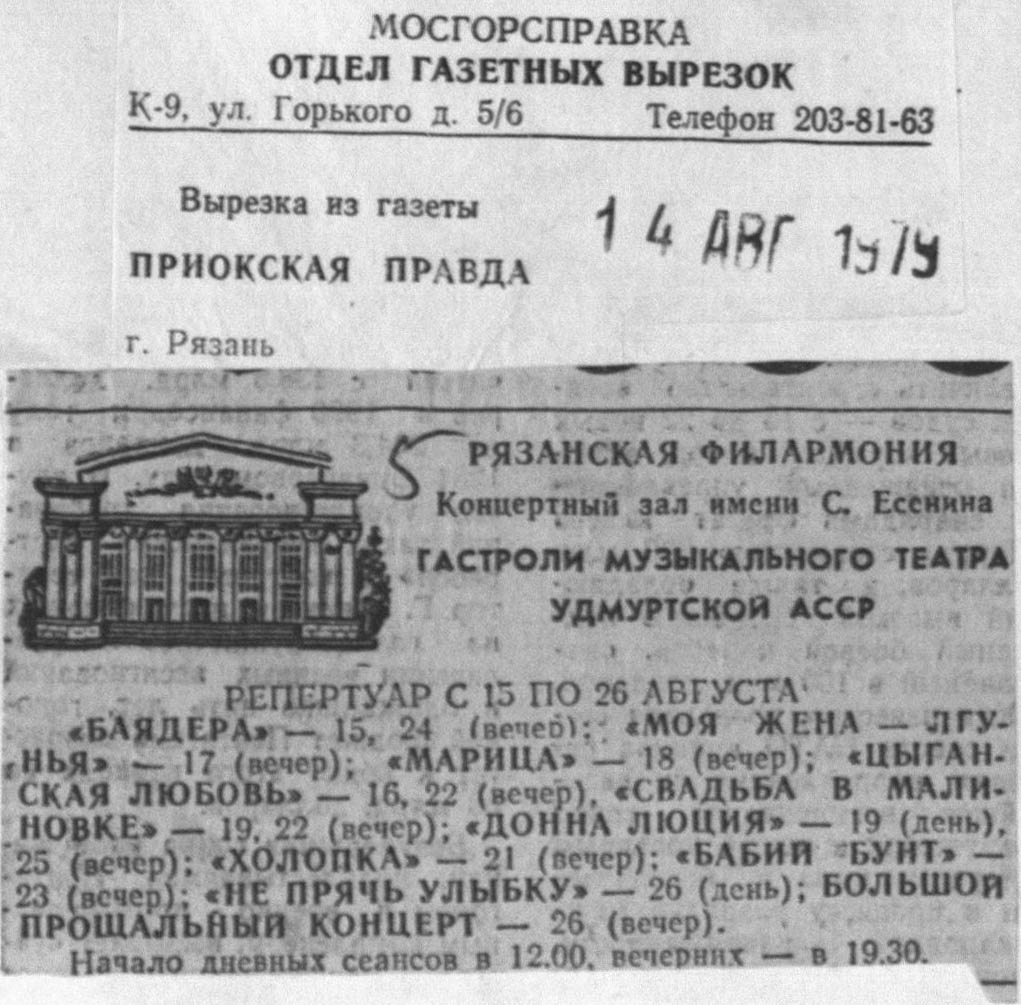 МОСГОРСПРАВКА
ОТДЕЛ ГАЗЕТНЫХ ВЫРЕЗОК
К-9, ул. Горького д. 5/6 Телефон 203-81-63
Вырезка из газеты
ПРИОКСКАЯ ПРАВДА
14 АВГ 1979
г. Рязань
РЯЗАНСКАЯ ФИЛАРМОНИЯ
Концертный зал имени С. Есенина
ГАСТРОЛИ МУЗЫКАЛЬНОГО ТЕАТРА
УДМУРТСКОЙ АССР
РЕПЕРТУАР С 15 ПО 26 АВГУСТА
«БАЯДЕРА» — 15, 24 (вечер); «МОЯ ЖЕНА — ЛГУ-
НЬЯ» — 17 (вечер); «МАРИЦА» — 18 (вечер); «ЦЫГАН-
СКАЯ ЛЮБОВЬ» — 16, 22 (вечер), «СВАДЬБА В МАЛИ-
НОВКЕ» — 19, 22 (вечер); «ДОННА ЛЮЦИЯ» — 19 (день),
25 (вечер); «ХОЛОПКА» — 21 (вечер); «БАБИЙ БУНТ» —
23 (вечер); «НЕ ПРЯЧЬ УЛЫБКУ» — 26 (день); БОЛЬШОЙ
ПРОЩАЛЬНЫЙ КОНЦЕРТ — 26 (вечер).
Начало дневных сеансов в 12.00, вечерних — в 19.30.